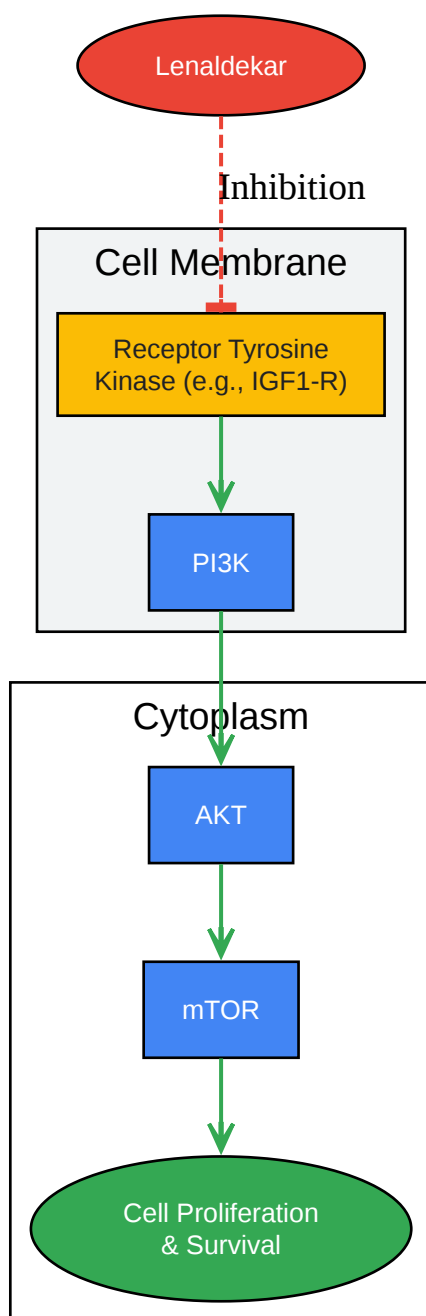 Lenaldekar
Inhibition
Cell Membrane
Receptor Tyrosine
Kinase (e.g., IGF1-R)
PI3K
Cytoplasm
AKT
mTOR
Cell Proliferation
& Survival